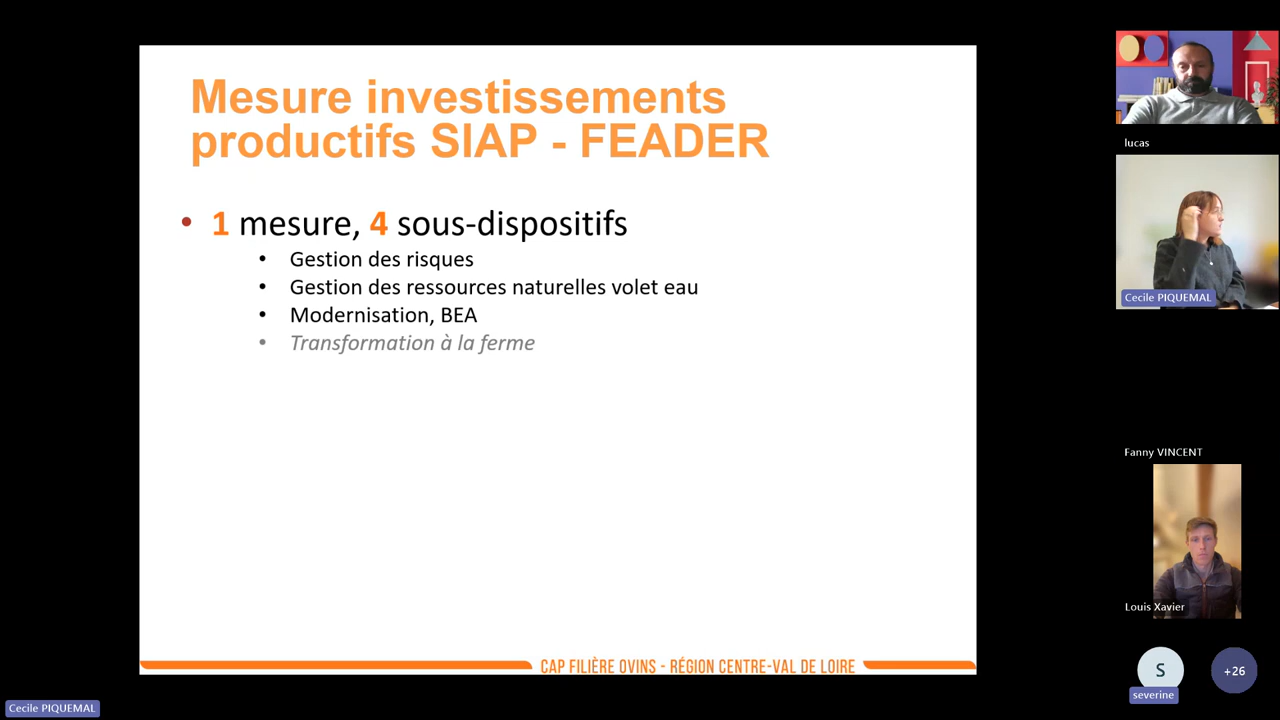 Mesure investissements
productifs SIAP - FEADER
• 1 mesure, 4 sous-dispositifs
• Gestion des risques
• Gestion des ressources naturelles volet eau
• Modernisation, BEA
• Transformation à la ferme
CAP FILIÈRE OVINS - RÉGION CENTRE-VAL DE LOIRE
lucas
Cecile PIQUEMAL
Fanny VINCENT
Louis Xavier
S
+26
severine
Cecile PIQUEMAL